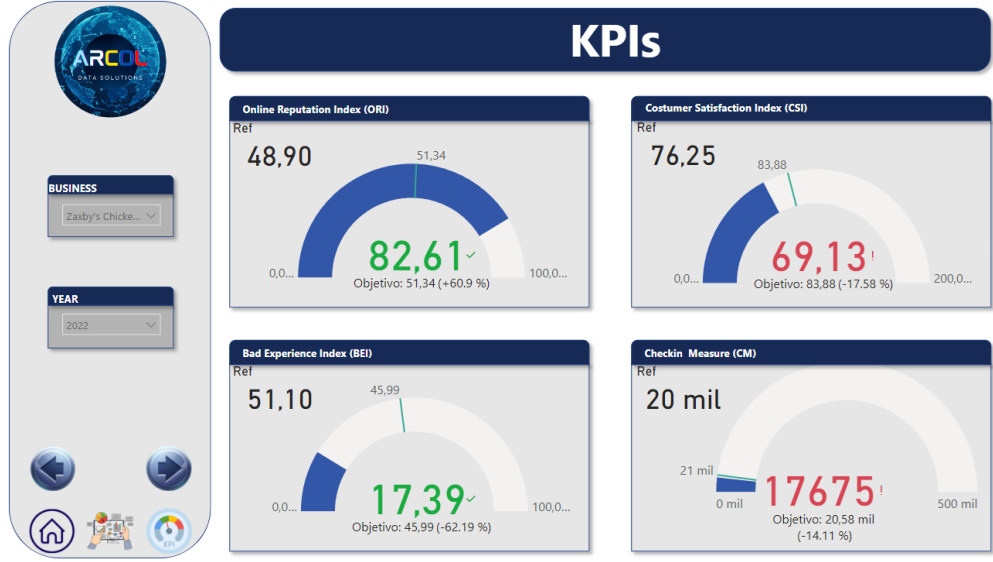 ARCOL
DATA SOLUTIONS
BUSINESS
Zaxby's Chicke...
YEAR
2022
KPI
KPIs
Online Reputation Index (ORI)
Ref
48,90
51,34
82,61
0,0...
100,0...
Objetivo: 51,34 (+60.9 %)
Costumer Satisfaction Index (CSI)
Ref
76,25
83,88
69,13!
0,0...
200,0...
Objetivo: 83,88 (-17.58 %)
Bad Experience Index (BEI)
Ref
51,10
45,99
17,39
0,0...
100,0...
Objetivo: 45,99 (-62.19 %)
Checkin Measure (CM)
Ref
20 mil
21 mil
17675!
0 mil
500 mil
Objetivo: 20,58 mil
(-14.11 %)